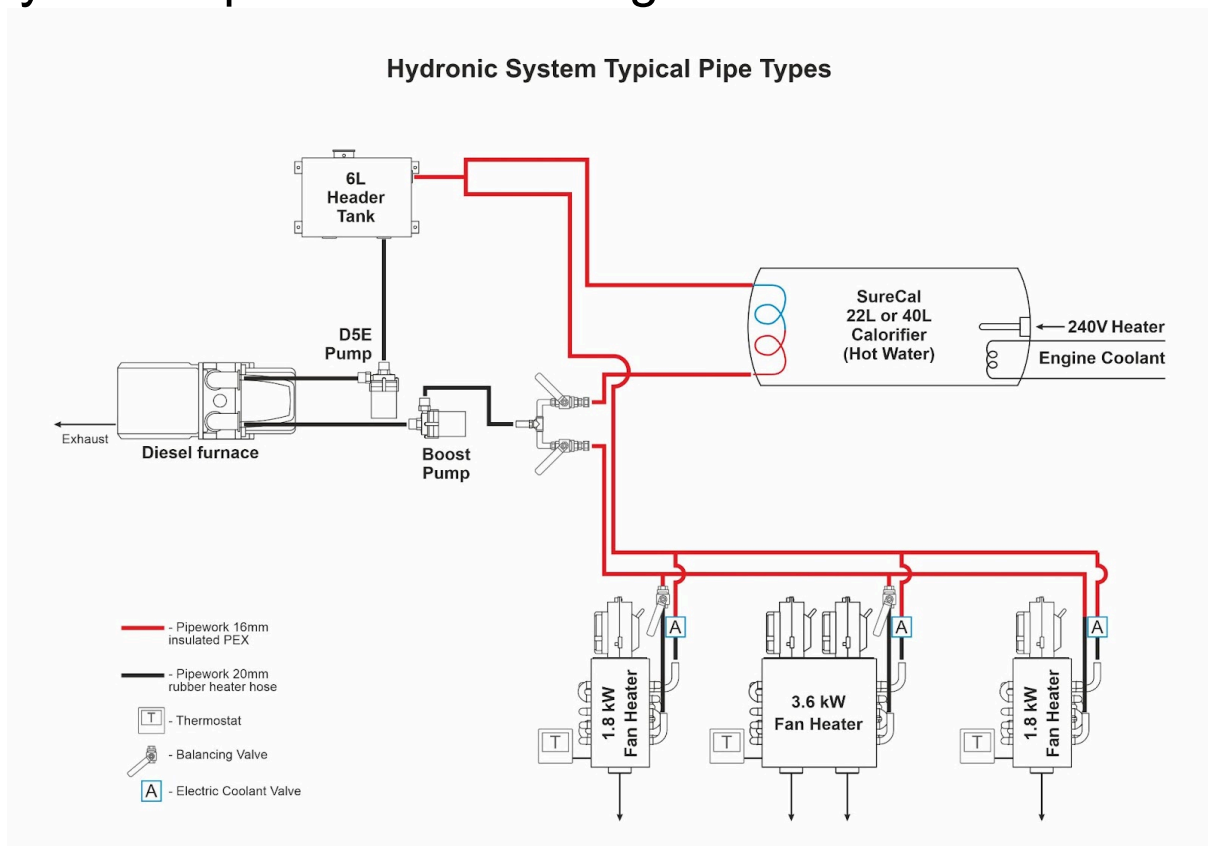 Hydronic System Typical Pipe Types
6L
Header
Tank
D5E
Pump
SureCal
22L or 40L
Calorifier
(Hot Water)
240V Heater
Engine Coolant
Exhaust
Diesel furnace
Boost
Pump
- Pipework 16mm
insulated PEX
- Pipework 20mm
rubber heater hose
T - Thermostat
- Balancing Valve
A - Electric Coolant Valve
A
A
A
T
1.8 kW
Fan Heater
T
3.6 kW
Fan Heater
T
1.8 kW
Fan Heater